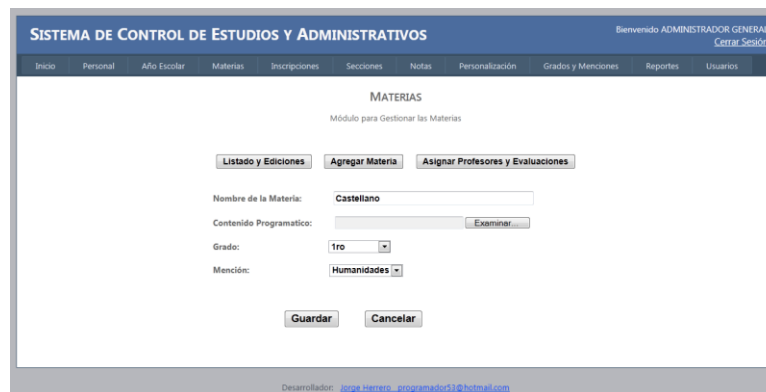 SISTEMA DE CONTROL DE ESTUDIOS Y ADMINISTRATIVOS
Bienvenido ADMINISTRADOR GENERAL
Cerrar Sesión
Inicio Personal Año Escolar Materias Inscripciones Secciones Notas Personalización Grados y Menciones Reportes Usuarios
MATERIAS
Módulo para Gestionar las Materias
Listado y Ediciones Agregar Materia Asignar Profesores y Evaluaciones
Nombre de la Materia: Castellano
Contenido Programatico: Examinar...
Grado: 1ro
Mención: Humanidades
Guardar Cancelar
Desarrollador: Jorge Herrero programador53@hotmail.com